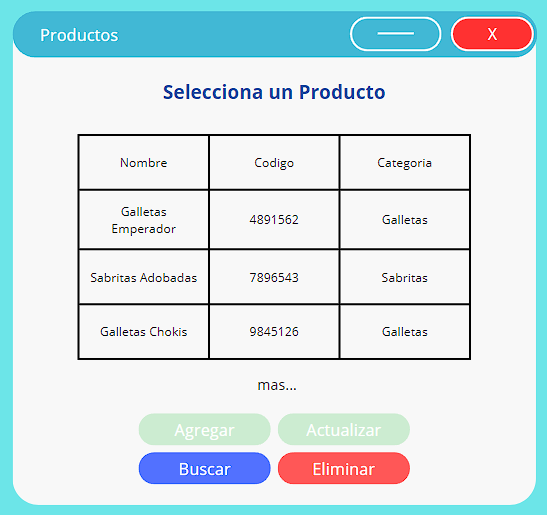 Productos
X
Selecciona un Producto
Nombre Codigo Categoria
Galletas
Emperador 4891562 Galletas
Sabritas Adobadas 7896543 Sabritas
Galletas Chokis 9845126 Galletas
mas...
Agregar Actualizar
Buscar Eliminar